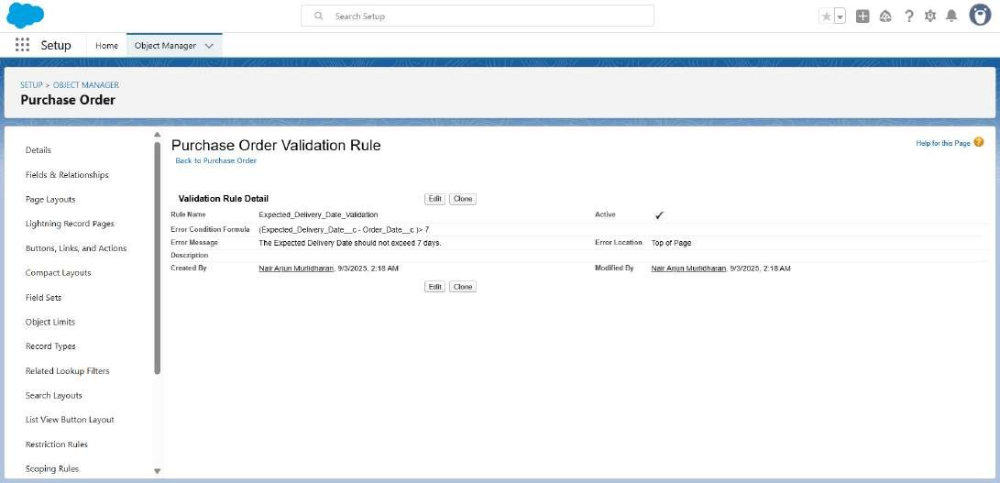 Search Setup
Setup
Home
Object Manager
SETUP > OBJECT MANAGER
Purchase Order
Details
Fields & Relationships
Page Layouts
Lightning Record Pages
Buttons, Links, and Actions
Compact Layouts
Field Sets
Object Limits
Record Types
Related Lookup Filters
Search Layouts
List View Button Layout
Restriction Rules
Scoping Rules
Purchase Order Validation Rule
Help for this Page
Back to Purchase Order
Validation Rule Detail
Edit Clone
Rule Name Expected_Delivery_Date_Validation Active
Error Condition Formula (Expected_Delivery_Date__c - Order_Date__c )> 7
Error Message The Expected Delivery Date should not exceed 7 days. Error Location Top of Page
Description
Created By Nair Arjun Murlidharan, 9/3/2025, 2:18 AM Modified By Nair Arjun Murlidharan, 9/3/2025, 2:18 AM
Edit Clone